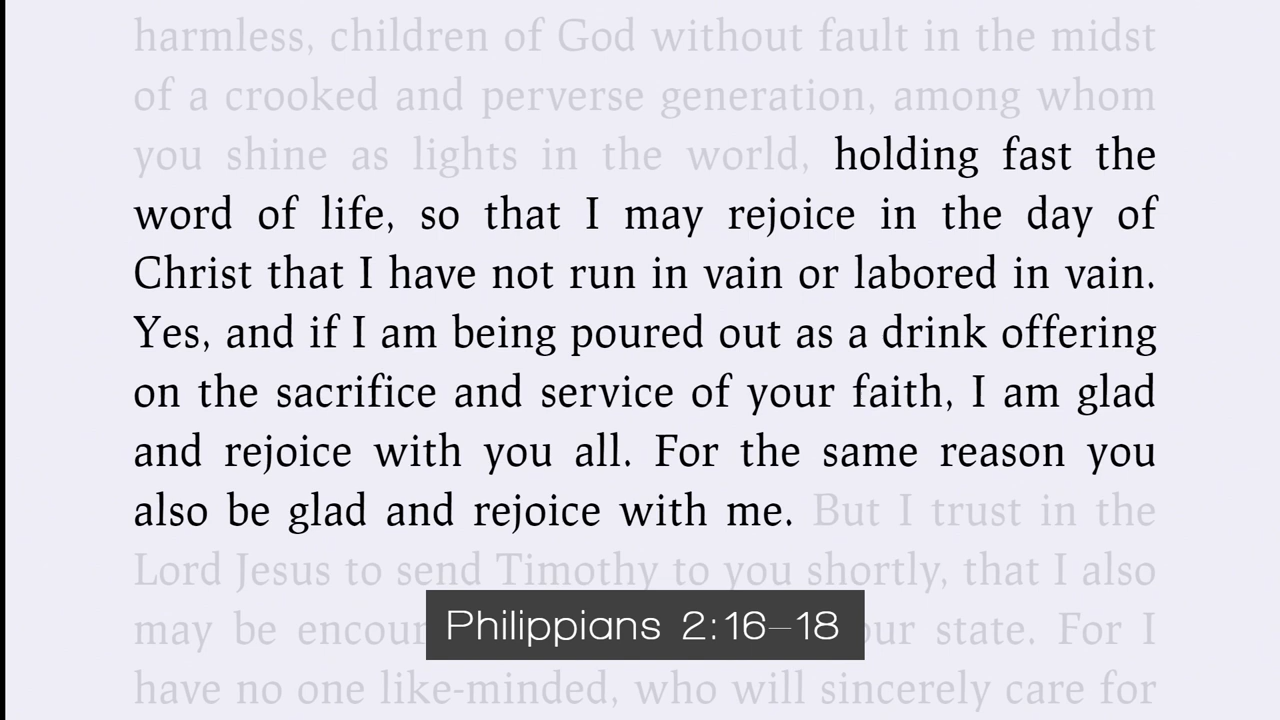 harmless, children of God without fault in the midst
of a crooked and perverse generation, among whom
you shine as lights in the world, holding fast the
word of life, so that I may rejoice in the day of
Christ that I have not run in vain or labored in vain.
Yes, and if I am being poured out as a drink offering
on the sacrifice and service of your faith, I am glad
and rejoice with you all. For the same reason you
also be glad and rejoice with me. But I trust in the
Lord Jesus to send Timothy to you shortly, that I also
may be state. For I
Philippians 2:16–18
have no one like-minded, who will sincerely care for